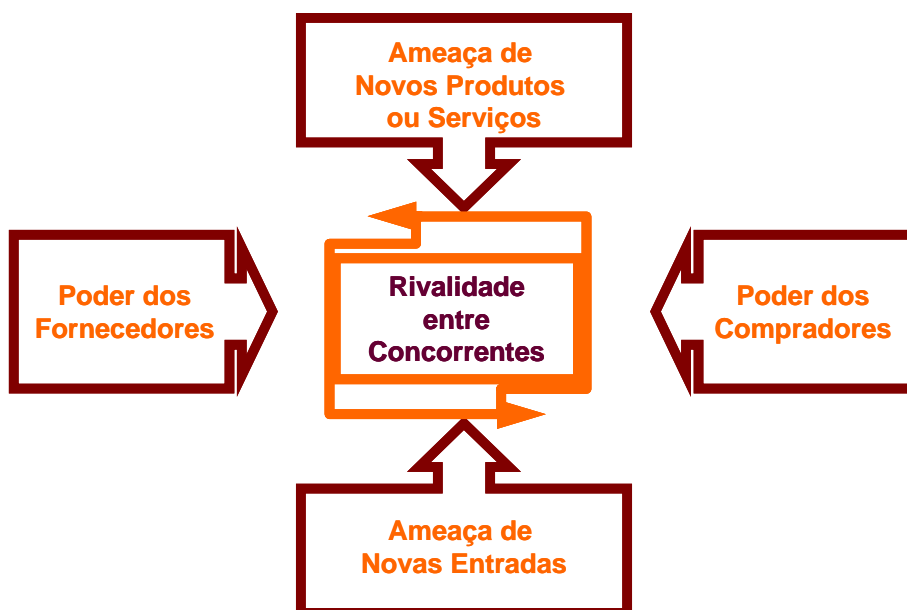 Ameaça de
Novos Produtos
ou Serviços
Poder dos
Fornecedores
Rivalidade
entre
Concorrentes
Poder dos
Compradores
Ameaça de
Novas Entradas